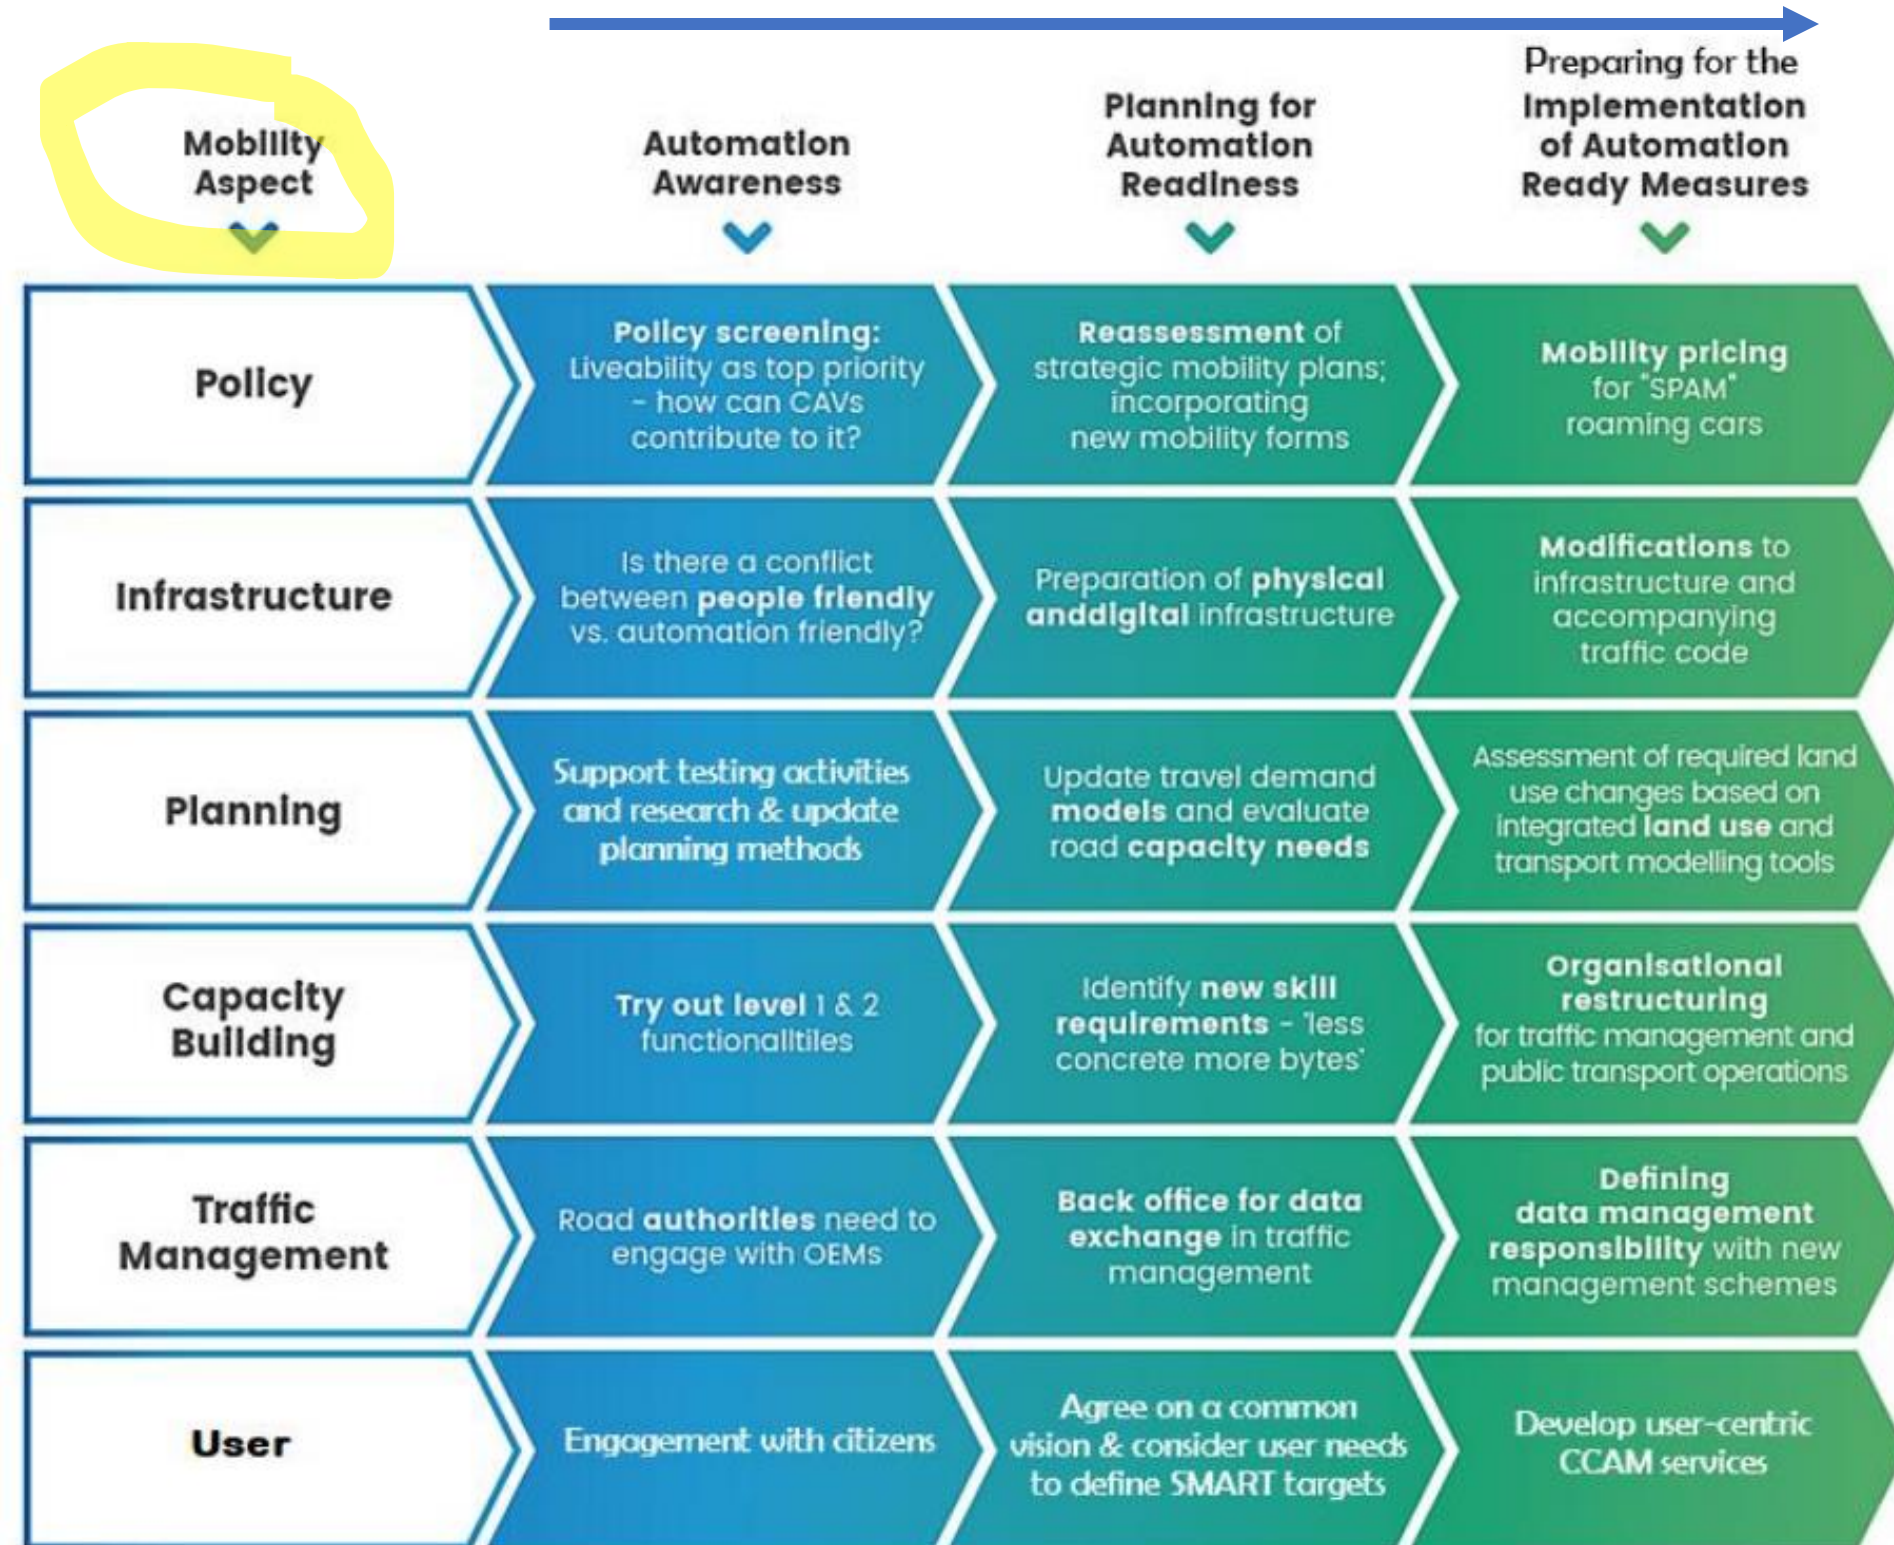 Mobility
Aspect
Automation
Awareness
Planning for
Automation
Readiness
Preparing for the
Implementation
of Automation
Ready Measures
Policy
Policy screening:
Liveability as top priority
- how can CAVs
contribute to it?
Reassessment of
strategic mobility plans;
incorporating
new mobility forms
Mobility pricing
for "SPAM"
roaming cars
Infrastructure
Is there a conflict
between people friendly
vs. automation friendly?
Preparation of physical
anddigital infrastructure
Modifications to
infrastructure and
accompanying
traffic code
Planning
Support testing activities
and research & update
planning methods
Update travel demand
models and evaluate
road capacity needs
Assessment of required land
use changes based on
integrated land use and
transport modelling tools
Capacity
Building
Try out level 1 & 2
functionalltiles
Identify new skill
requirements - 'less
concrete more bytes'
Organisational
restructuring
for traffic management and
public transport operations
Traffic
Management
Road authorities need to
engage with OEMs
Back office for data
exchange in traffic
management
Defining
data management
responsibility with new
management schemes
User
Engagement with citizens
Agree on a common
vision & consider user needs
to define SMART targets
Develop user-centric
CCAM services